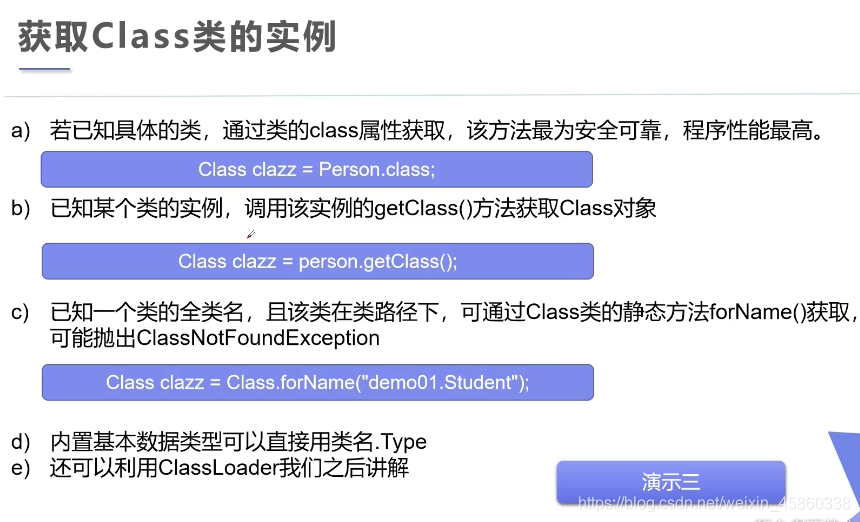 获取Class类的实例
a) 若已知具体的类，通过类的class属性获取，该方法最为安全可靠，程序性能最高。
Class clazz = Person.class;
b) 已知某个类的实例，调用该实例的getClass()方法获取Class对象
Class clazz = person.getClass();
c) 已知一个类的全类名，且该类在类路径下，可通过Class类的静态方法forName()获取，
可能抛出ClassNotFoundException
Class clazz = Class.forName("demo01.Student");
d) 内置基本数据类型可以直接用类名.Type
e) 还可以利用ClassLoader我们之后讲解
演示三
https://blog.csdn.net/weixin_45860338